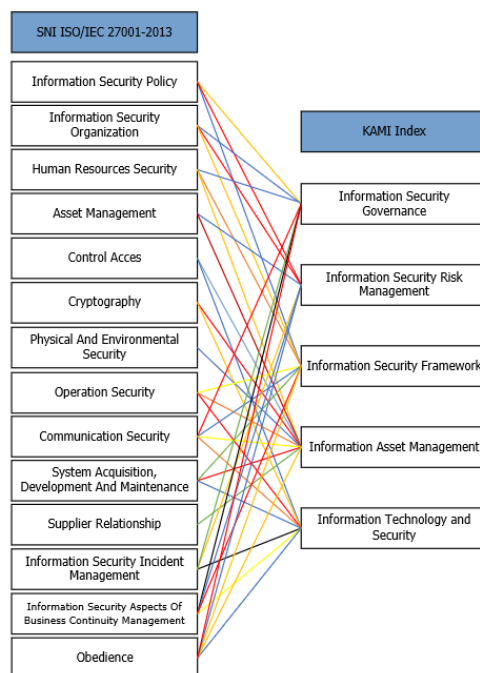 SNI ISO/IEC 27001-2013
Information Security Policy
Information Security
Organization
Human Resources Security
Asset Management
Control Acces
Cryptography
Physical And Environmental
Security
Operation Security
Communication Security
System Acquisition,
Development And Maintenance
Supplier Relationship
Information Security Incident
Management
Information Security Aspects Of
Business Continuity Management
Obedience
KAMI Index
Information Security
Governance
Information Security Risk
Management
Information Security Framework
Information Asset Management
Information Technology and
Security